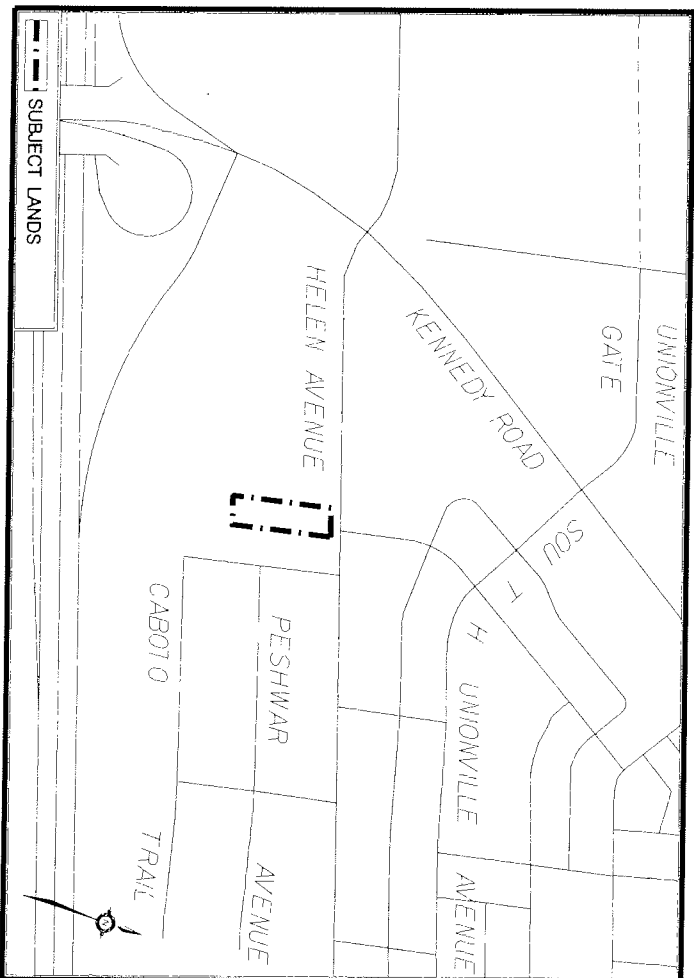 UNIONVILLE
GATE
KENNEDY ROAD
HELEN AVENUE
SOUTH UNIONVILLE AVENUE
PESHWAR AVENUE
CABOTO TRAIL
SUBJECT LANDS
N